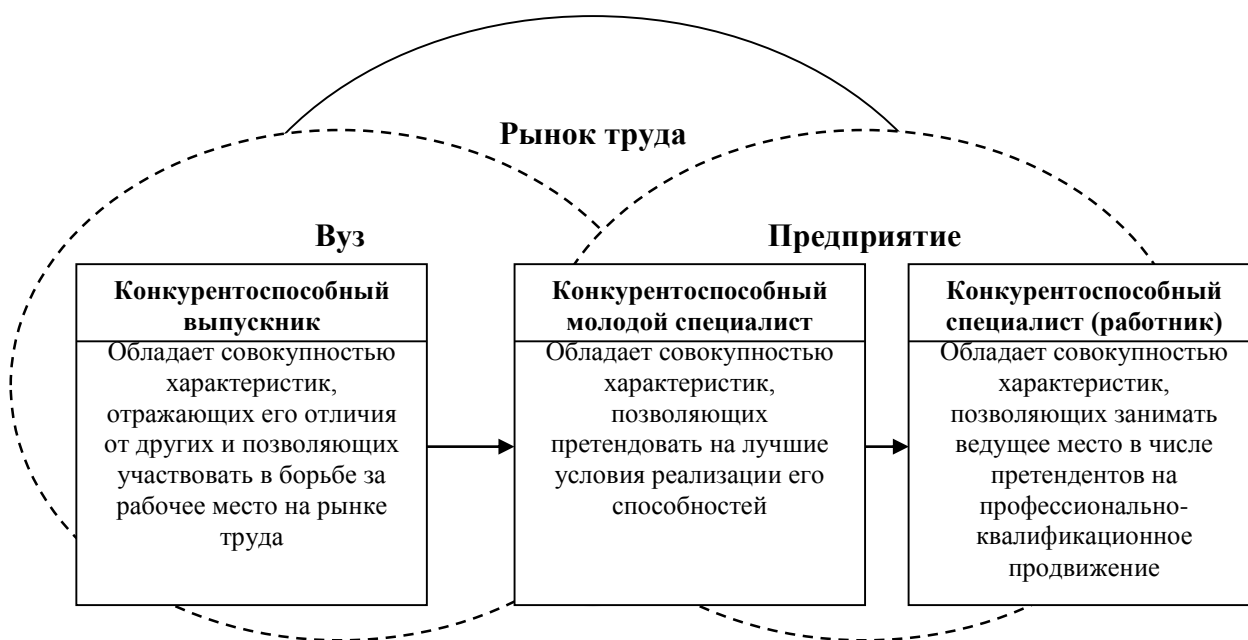 Рынок труда
Вуз
Предприятие
Конкурентоспособный
выпускник
Обладает совокупностью
характеристик,
отражающих его отличия
от других и позволяющих
участвовать в борьбе за
рабочее место на рынке
труда
Конкурентоспособный
молодой специалист
Обладает совокупностью
характеристик,
позволяющих
претендовать на лучшие
условия реализации его
способностей
Конкурентоспособный
специалист (работник)
Обладает совокупностью
характеристик,
позволяющих занимать
ведущее место в числе
претендентов на
профессионально-
квалификационное
продвижение